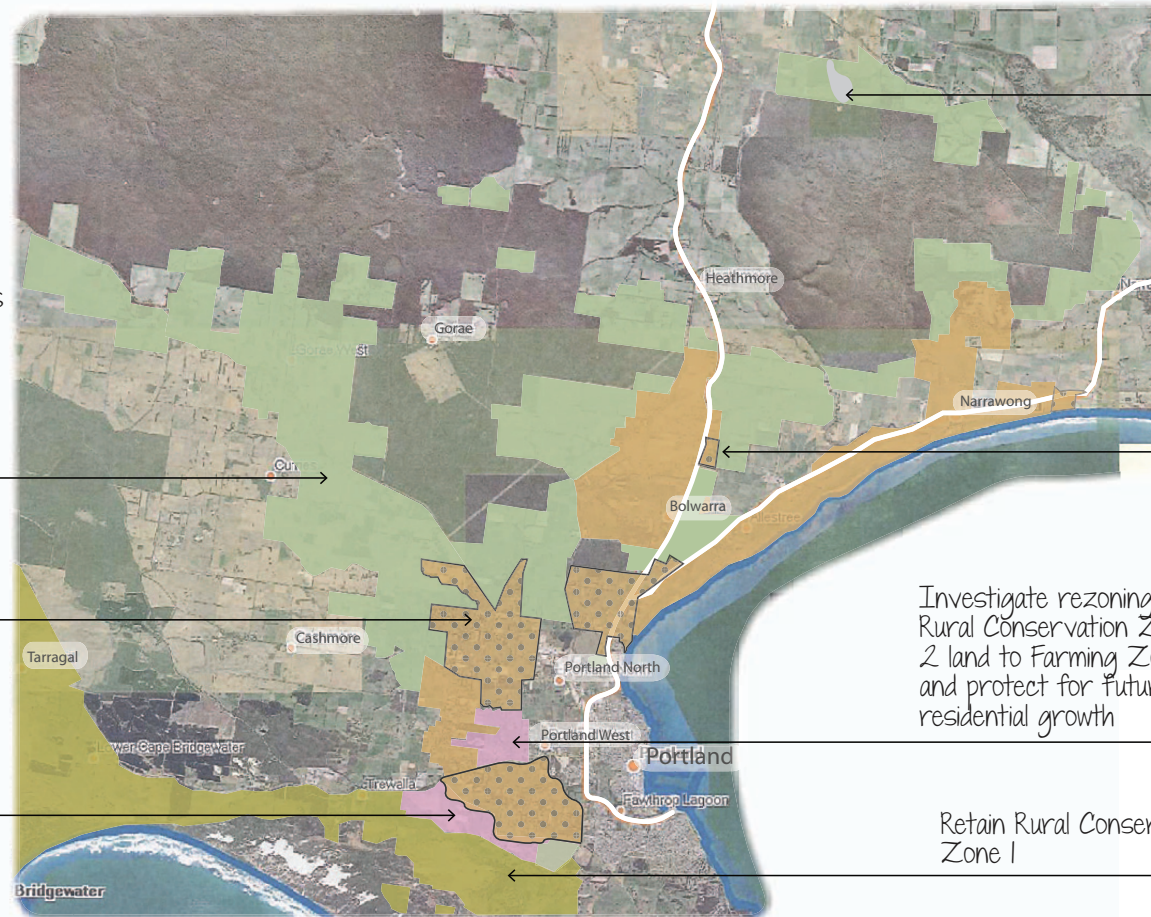 Heathmore
Gorae
Gorae West
Narrawong
Cut
Bolwarra
Allestree
Investigate rezoning
Rural Conservation Z
2 land to Farming Z
and protect for futur
residential growth
Cashmore
Tarragal
Portland North
Portland West
Lower Cape Bridgewater
Portland
Trewalla
Fawthrop Lagoon
Retain Rural Conser
Zone 1
Bridgewater